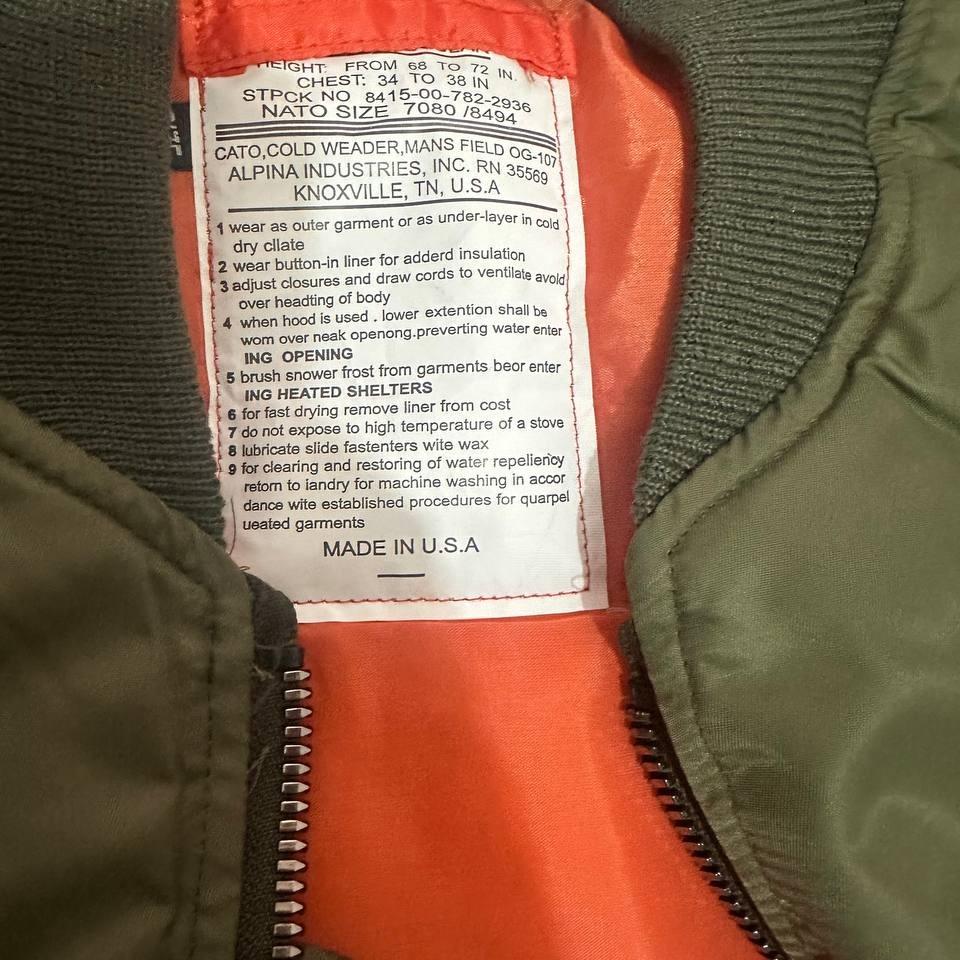 HEIGHT: FROM 68 TO 72 IN.
CHEST: 34 TO 38 IN
STPCK NO 8415-00-782-2936
NATO SIZE 7080 /8494
CATO,COLD WEADER,MANS FIELD OG-107
ALPINA INDUSTRIES, INC. RN 35569
KNOXVILLE, TN, U.S.A
1 wear as outer garment or as under-layer in cold
dry cllate
2 wear button-in liner for adderd insulation
3 adjust closures and draw cords to ventilate avoid
over headting of body
4 when hood is used . lower extention shall be
wom over neak openong.preverting water enter
ING OPENING
5 brush snower frost from garments beor enter
ING HEATED SHELTERS
6 for fast drying remove liner from cost
7 do not expose to high temperature of a stove
8 lubricate slide fastenters wite wax
9 for clearing and restoring of water repeliency
retorn to iandry for machine washing in accor
dance wite established procedures for quarpel
ueated garments
MADE IN U.S.A